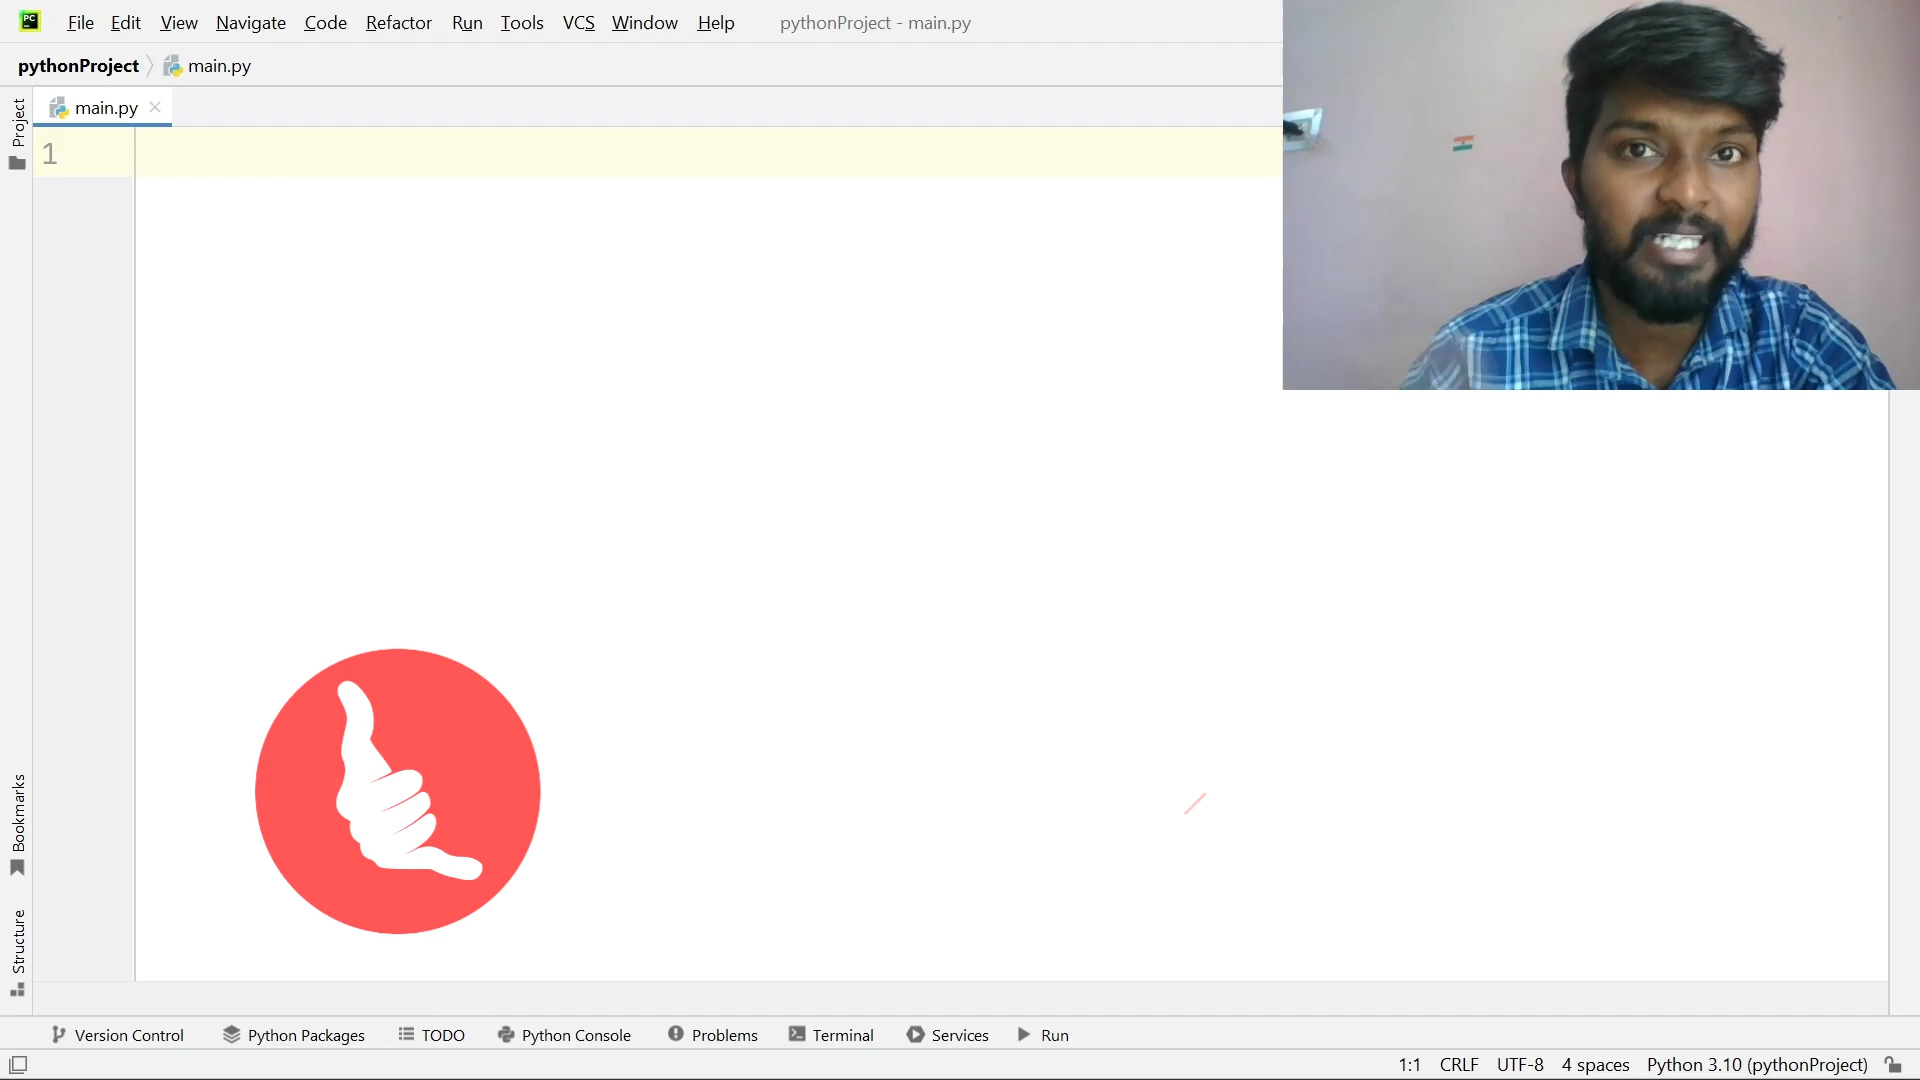 PC File Edit View Navigate Code Refactor Run Tools VCS Window Help pythonProject - main.py
pythonProject main.py
main.py
Project
1
Bookmarks
Structure
Version Control Python Packages TODO Python Console Problems Terminal Services Run
1:1 CRLF UTF-8 4 spaces Python 3.10 (pythonProject)